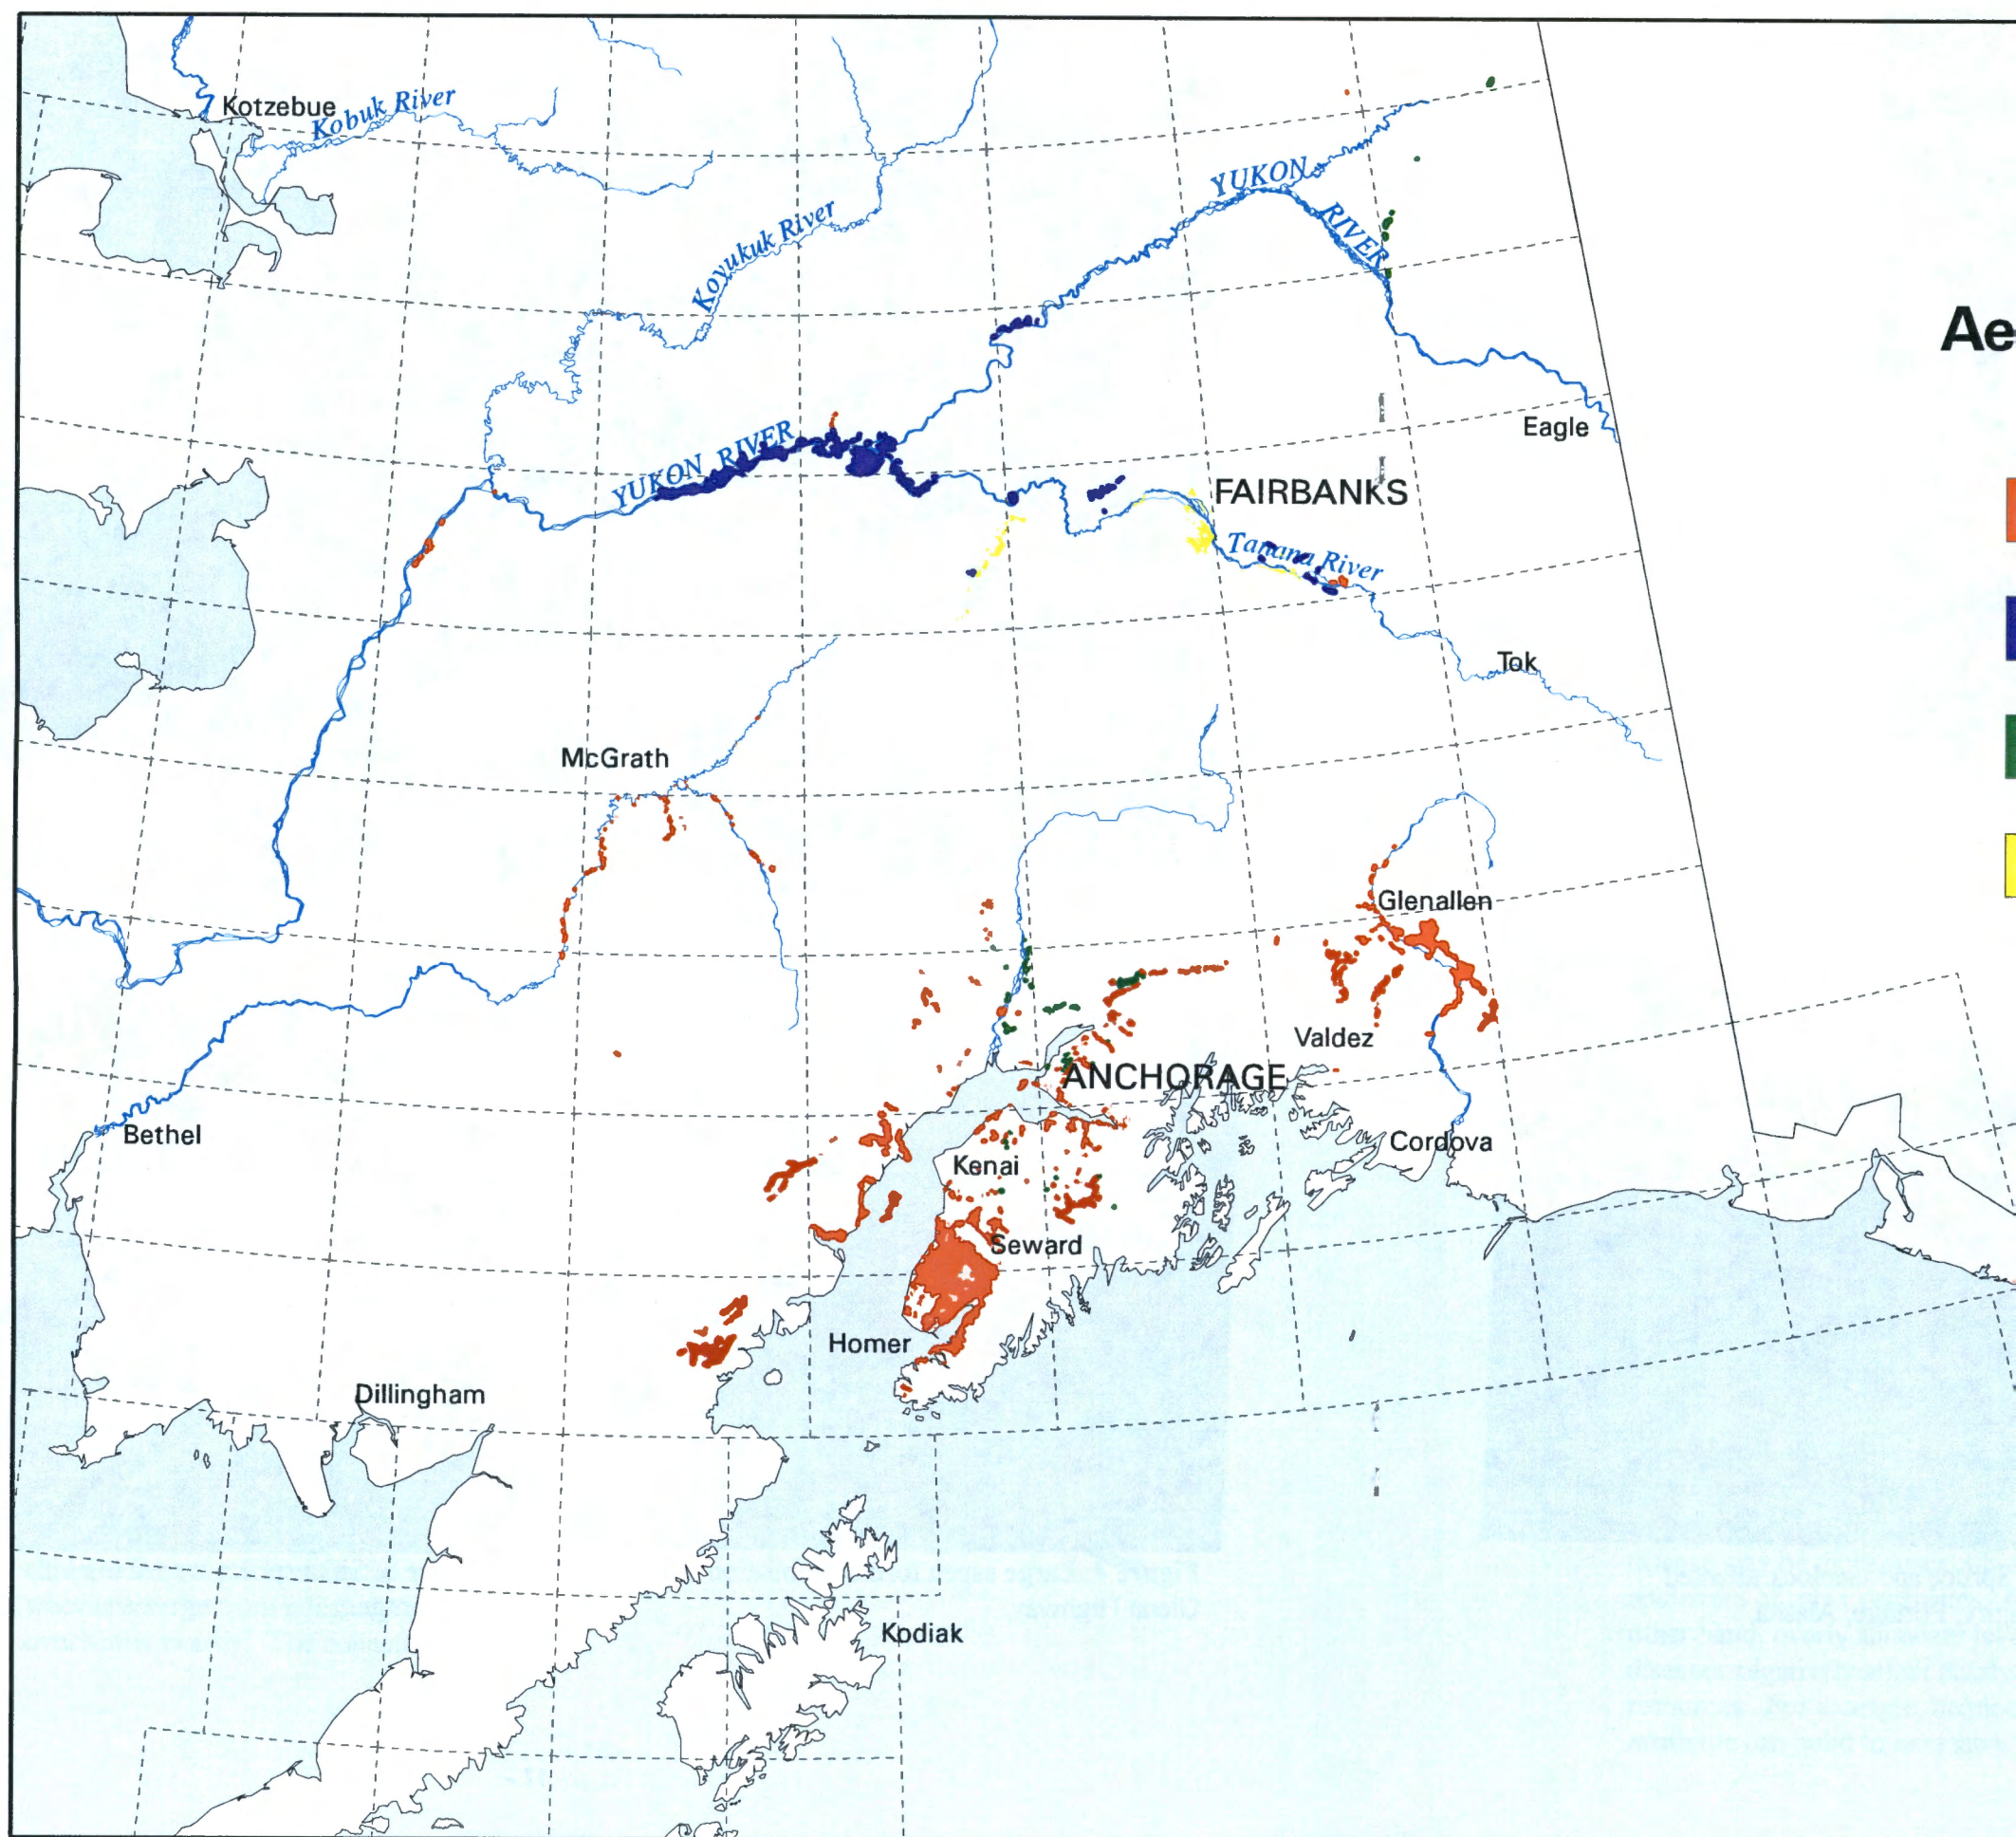 Kotzebue
Kobuk River
Koyukuk River
YUKON
RIVER
Ae
Eagle
YUKON RIVER
FAIRBANKS
Tanana River
Tok
McGrath
Glenallen
Valdez
ANCHORAGE
Bethel
Cordova
Kenai
Seward
Homer
Dillingham
Kodiak